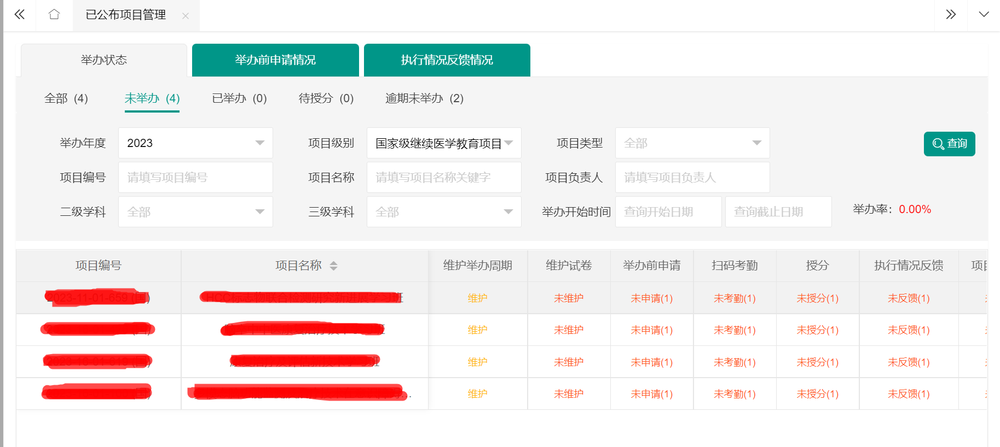 已公布项目管理
举办状态 举办前申请情况 执行情况反馈情况
全部 (4) 未举办 (4) 已举办 (0) 待授分 (0) 逾期未举办 (2)
举办年度 2023 项目级别 国家级继续医学教育项目 项目类型 全部 查询
项目编号 请填写项目编号 项目名称 请填写项目名称关键字 项目负责人 请填写项目负责人
二级学科 全部 三级学科 全部 举办开始时间 查询开始日期 查询截止日期 举办率：0.00%
项目编号 项目名称 维护举办周期 维护试卷 举办前申请 扫码考勤 授分 执行情况反馈
维护 未维护 未申请(1) 未考勤(1) 未授分(1) 未反馈(1)
维护 未维护 未申请(1) 未考勤(1) 未授分(1) 未反馈(1)
维护 未维护 未申请(1) 未考勤(1) 未授分(1) 未反馈(1)
维护 未维护 未申请(1) 未考勤(1) 未授分(1) 未反馈(1)